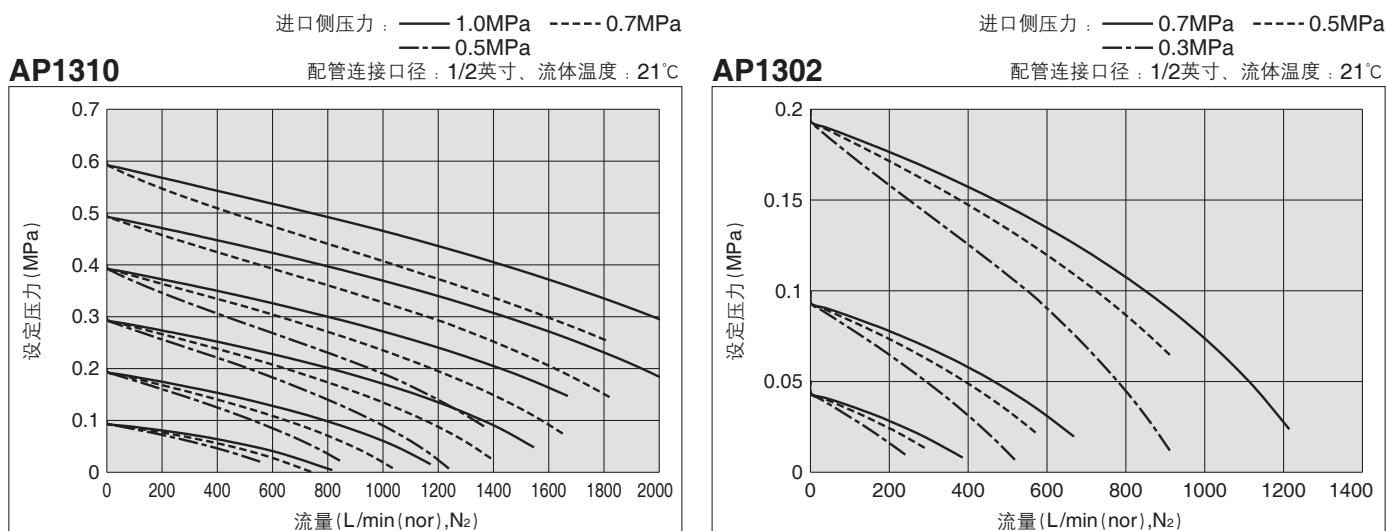 进口侧压力：1.0MPa 0.7MPa
0.5MPa
AP1310
配管连接口径：1/2英寸、流体温度：21℃
0.7
0.6
0.5
0.4
0.3
0.2
0.1
0
设定压力(MPa)
0 200 400 600 800 1000 1200 1400 1600 1800 2000
流量(L/min(nor),N2)
进口侧压力：0.7MPa 0.5MPa
0.3MPa
AP1302
配管连接口径：1/2英寸、流体温度：21℃
0.2
0.15
0.1
0.05
0
设定压力(MPa)
0 200 400 600 800 1000 1200 1400
流量(L/min(nor),N2)